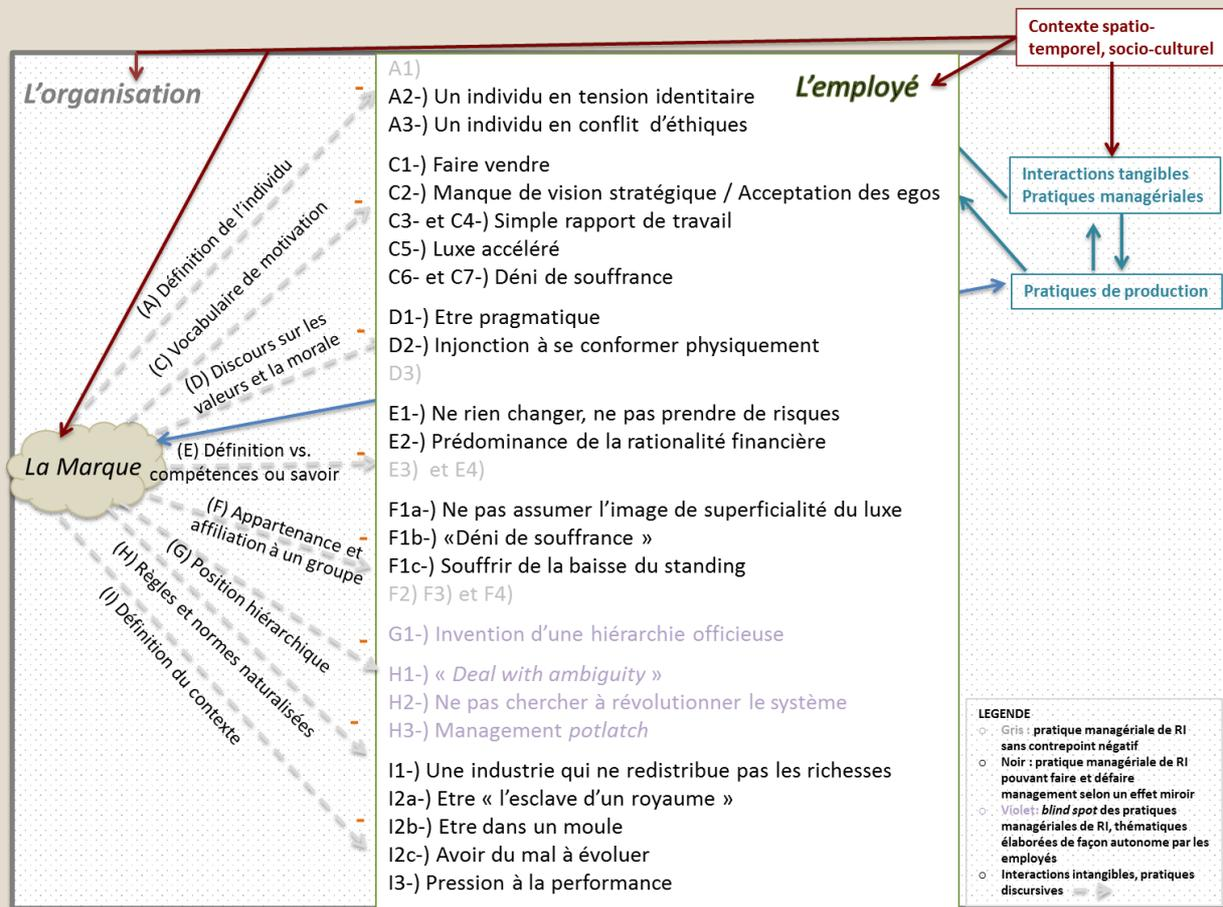 Contexte spatio-
temporel, socio-culturel
L’organisation
L’employé
A1)
A2-) Un individu en tension identitaire
A3-) Un individu en conflit d’éthiques
C1-) Faire vendre
C2-) Manque de vision stratégique / Acceptation des egos
C3- et C4-) Simple rapport de travail
C5-) Luxe accéléré
C6- et C7-) Déni de souffrance
D1-) Etre pragmatique
D2-) Injonction à se conformer physiquement
D3)
E1-) Ne rien changer, ne pas prendre de risques
E2-) Prédominance de la rationalité financière
E3) et E4)
F1a-) Ne pas assumer l’image de superficialité du luxe
F1b-) «Déni de souffrance »
F1c-) Souffrir de la baisse du standing
F2) F3) et F4)
G1-) Invention d’une hiérarchie officieuse
H1-) « Deal with ambiguity »
H2-) Ne pas chercher à révolutionner le système
H3-) Management potlatch
I1-) Une industrie qui ne redistribue pas les richesses
I2a-) Etre « l’esclave d’un royaume »
I2b-) Etre dans un moule
I2c-) Avoir du mal à évoluer
I3-) Pression à la performance
La Marque
(A) Définition de l’individu
(C) Vocabulaire de motivation
(D) Discours sur les
valeurs et la morale
(E) Définition vs.
compétences ou savoir
(F) Appartenance et
affiliation à un groupe
(G) Position hiérarchique
(H) Règles et normes naturalisées
(I) Définition du contexte
Interactions tangibles
Pratiques managériales
Pratiques de production
LEGENDE
○ Gris : pratique managériale de RI
sans contrepoint négatif
○ Noir : pratique managériale de RI
pouvant faire et défaire
management selon un effet miroir
○ Violet: blind spot des pratiques
managériales de RI, thématiques
élaborées de façon autonome par les
employés
○ Interactions intangibles, pratiques
discursives